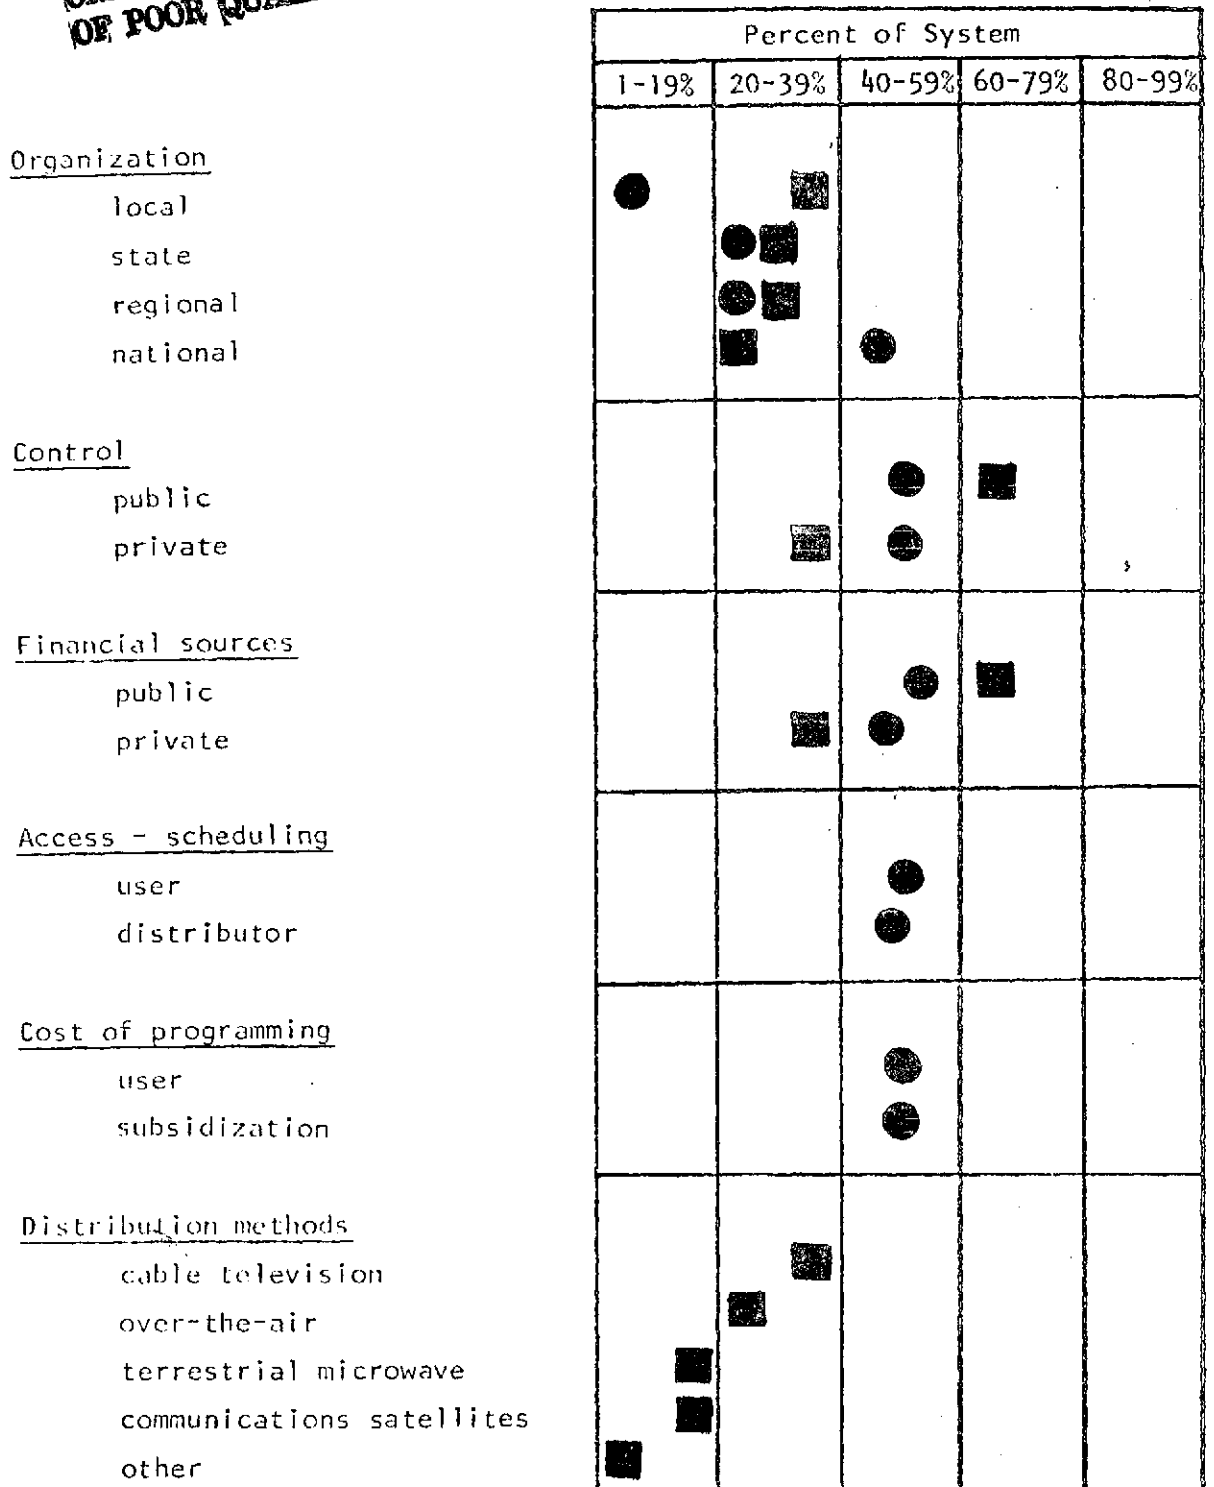 OF POOR
Percent of System
1-19% 20-39% 40-59% 60-79% 80-99%
Organization
local
state
regional
national
Control
public
private
Financial sources
public
private
Access - scheduling
user
distributor
Cost of programming
user
subsidization
Distribution methods
cable television
over-the-air
terrestrial microwave
communications satellites
other